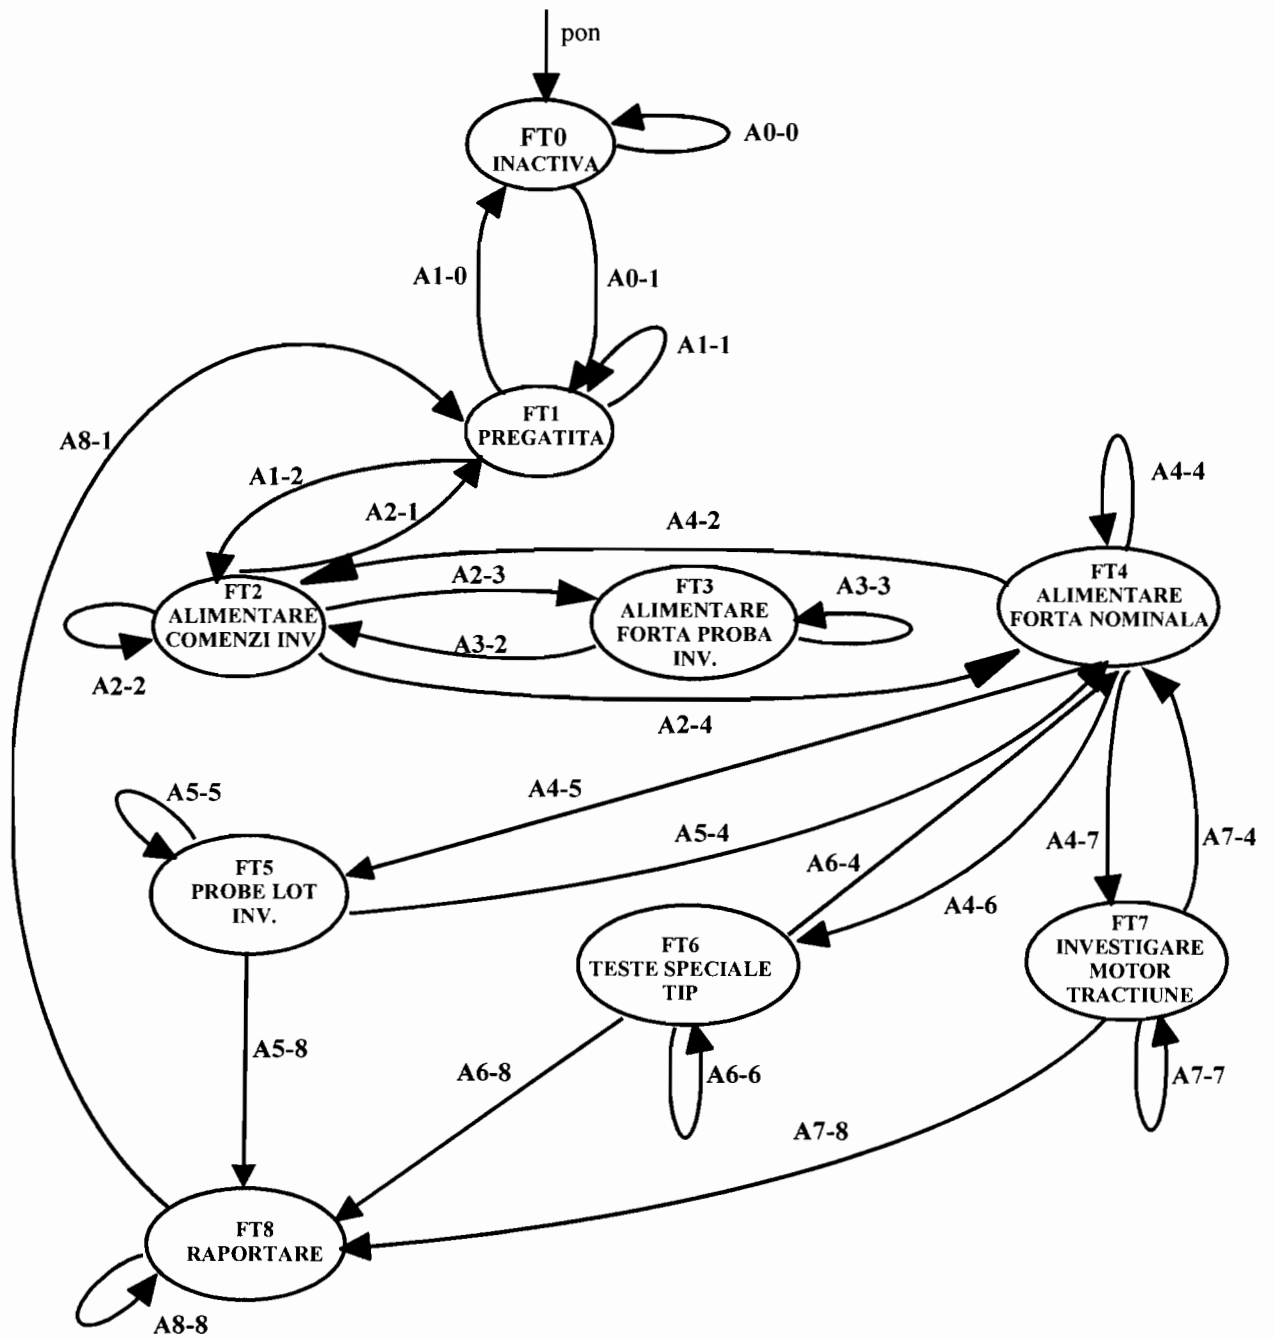 pon
FT0
INACTIVA
A0-0
A1-0
A0-1
A1-1
FT1
PREGATITA
A8-1
A1-2
A2-1
A4-2
A4-4
FT2
ALIMENTARE
COMENZI INV
A2-2
A2-3
A3-2
FT3
ALIMENTARE
FORTA PROBA
INV.
A3-3
FT4
ALIMENTARE
FORTA NOMINALA
A2-4
A5-5
A4-5
A5-4
A6-4
A4-6
A4-7
A7-4
FT5
PROBE LOT
INV.
FT6
TESTE SPECIALE
TIP
FT7
INVESTIGARE
MOTOR
TRACTIUNE
A5-8
A6-8
A6-6
A7-7
A7-8
FT8
RAPORTARE
A8-8